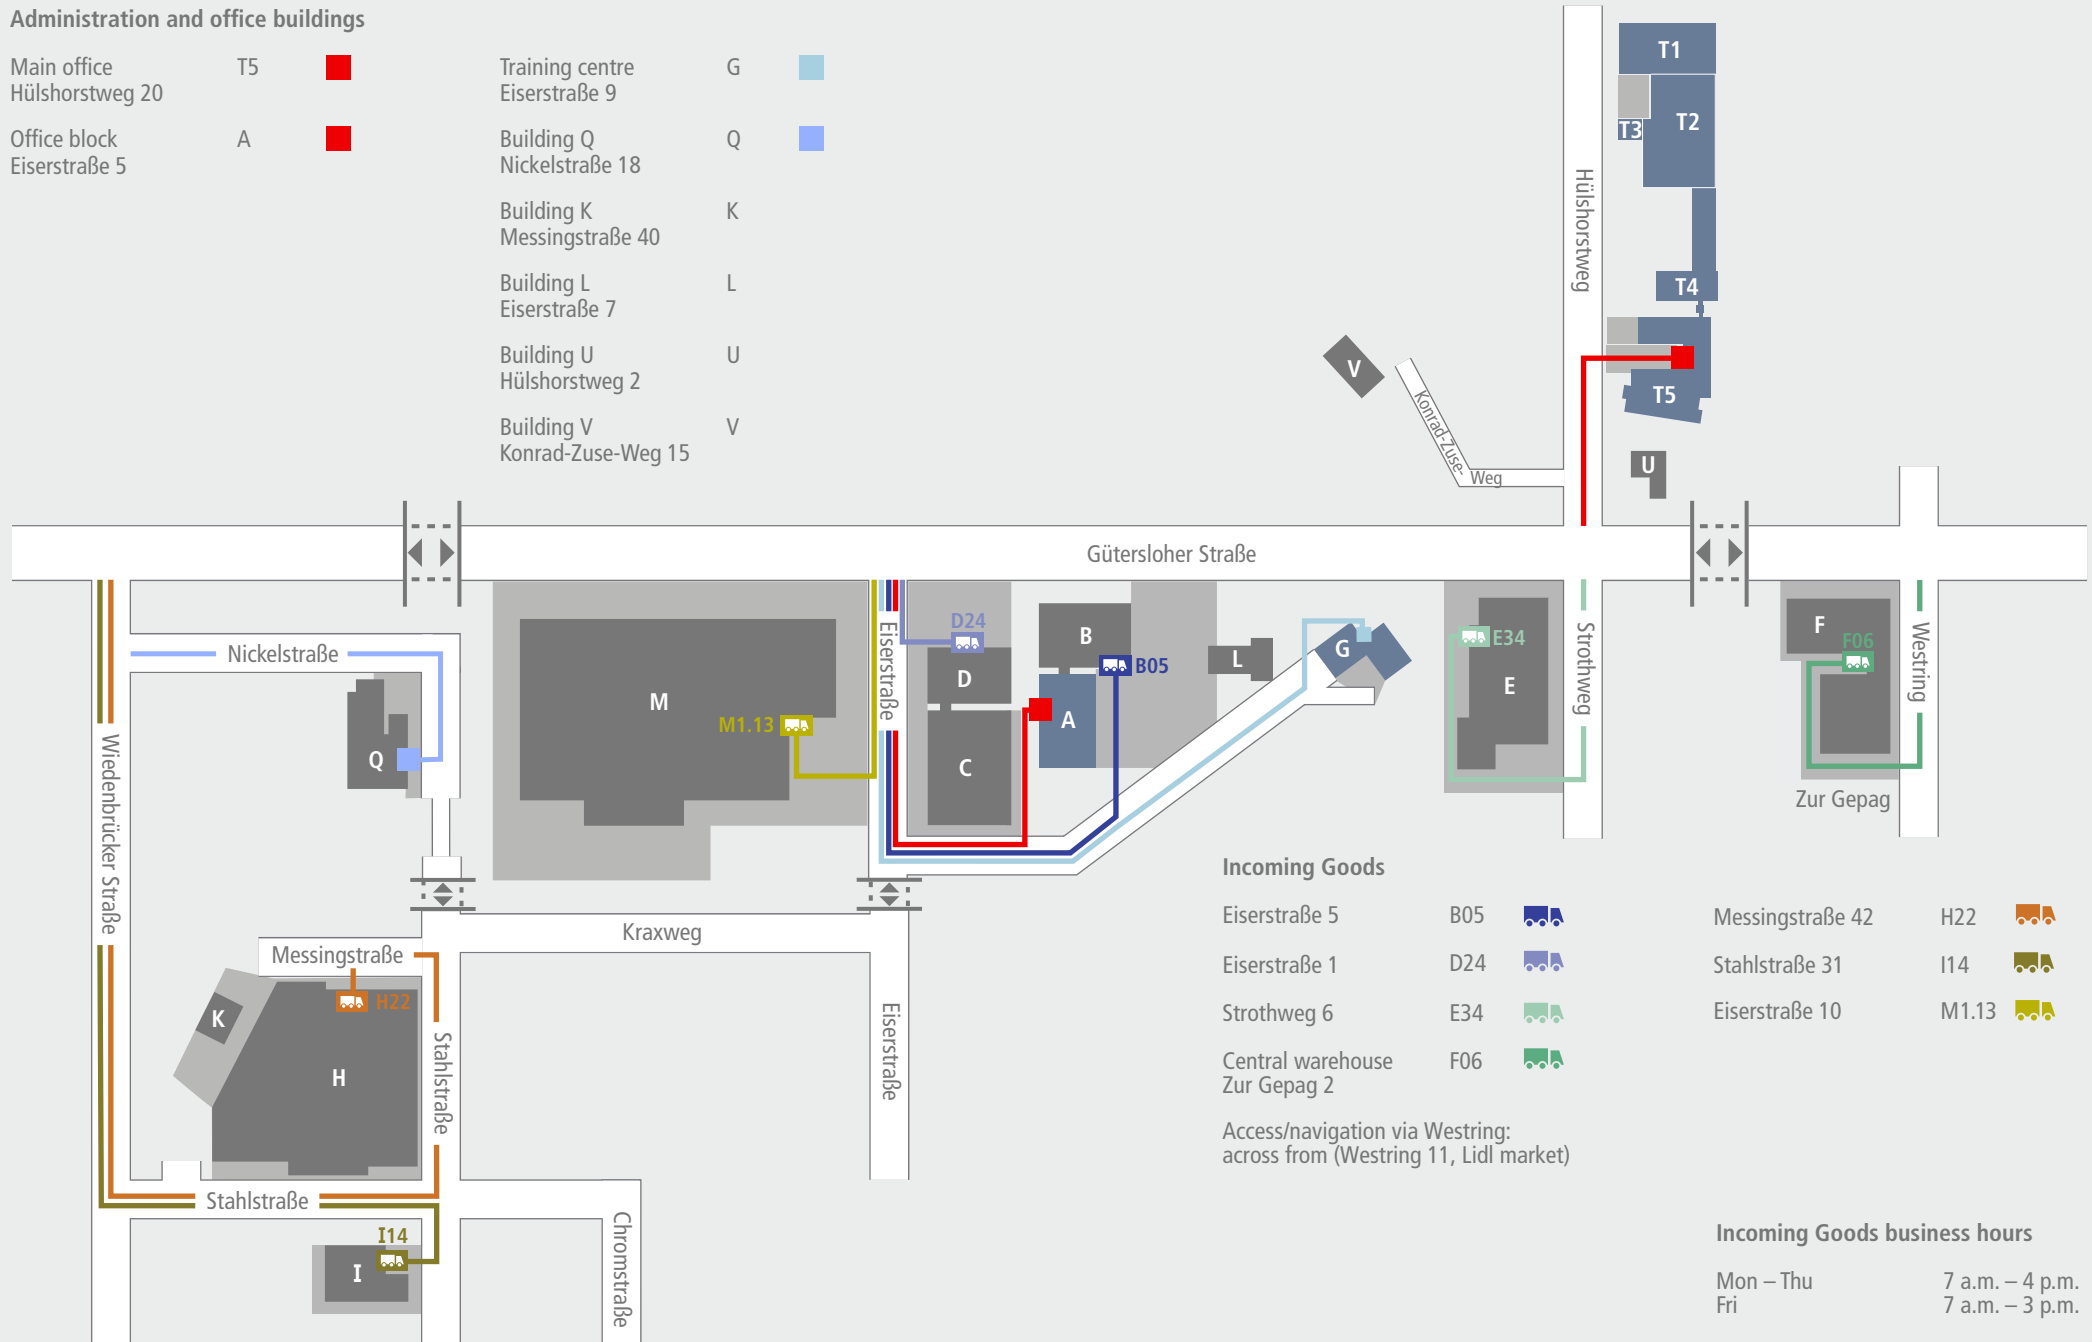 Administration and office buildings
Main office T5
Hülshorstweg 20
Office block A
Eiserstraße 5
Training centre G
Eiserstraße 9
Building Q Q
Nickelstraße 18
Building K K
Messingstraße 40
Building L L
Eiserstraße 7
Building U U
Hülshorstweg 2
Building V V
Konrad-Zuse-Weg 15
T1
T2
T3
Hülshorstweg
T4
T5
V
Konrad-Zuse-
Weg
U
Gütersloher Straße
Nickelstraße
Q
Wiedenbrücker Straße
M
M1.13
Eiserstraße
D24
D
C
B
B05
A
L
G
E34
E
Strothweg
F
F06
Westring
Zur Gepag
Kraxweg
Messingstraße
K
H22
H
Stahlstraße
Eiserstraße
Stahlstraße
I14
I
Chromstraße
Incoming Goods
Eiserstraße 5 B05
Eiserstraße 1 D24
Strothweg 6 E34
Central warehouse F06
Zur Gepag 2
Access/navigation via Westring:
across from (Westring 11, Lidl market)
Messingstraße 42 H22
Stahlstraße 31 I14
Eiserstraße 10 M1.13
Incoming Goods business hours
Mon – Thu 7 a.m. – 4 p.m.
Fri 7 a.m. – 3 p.m.